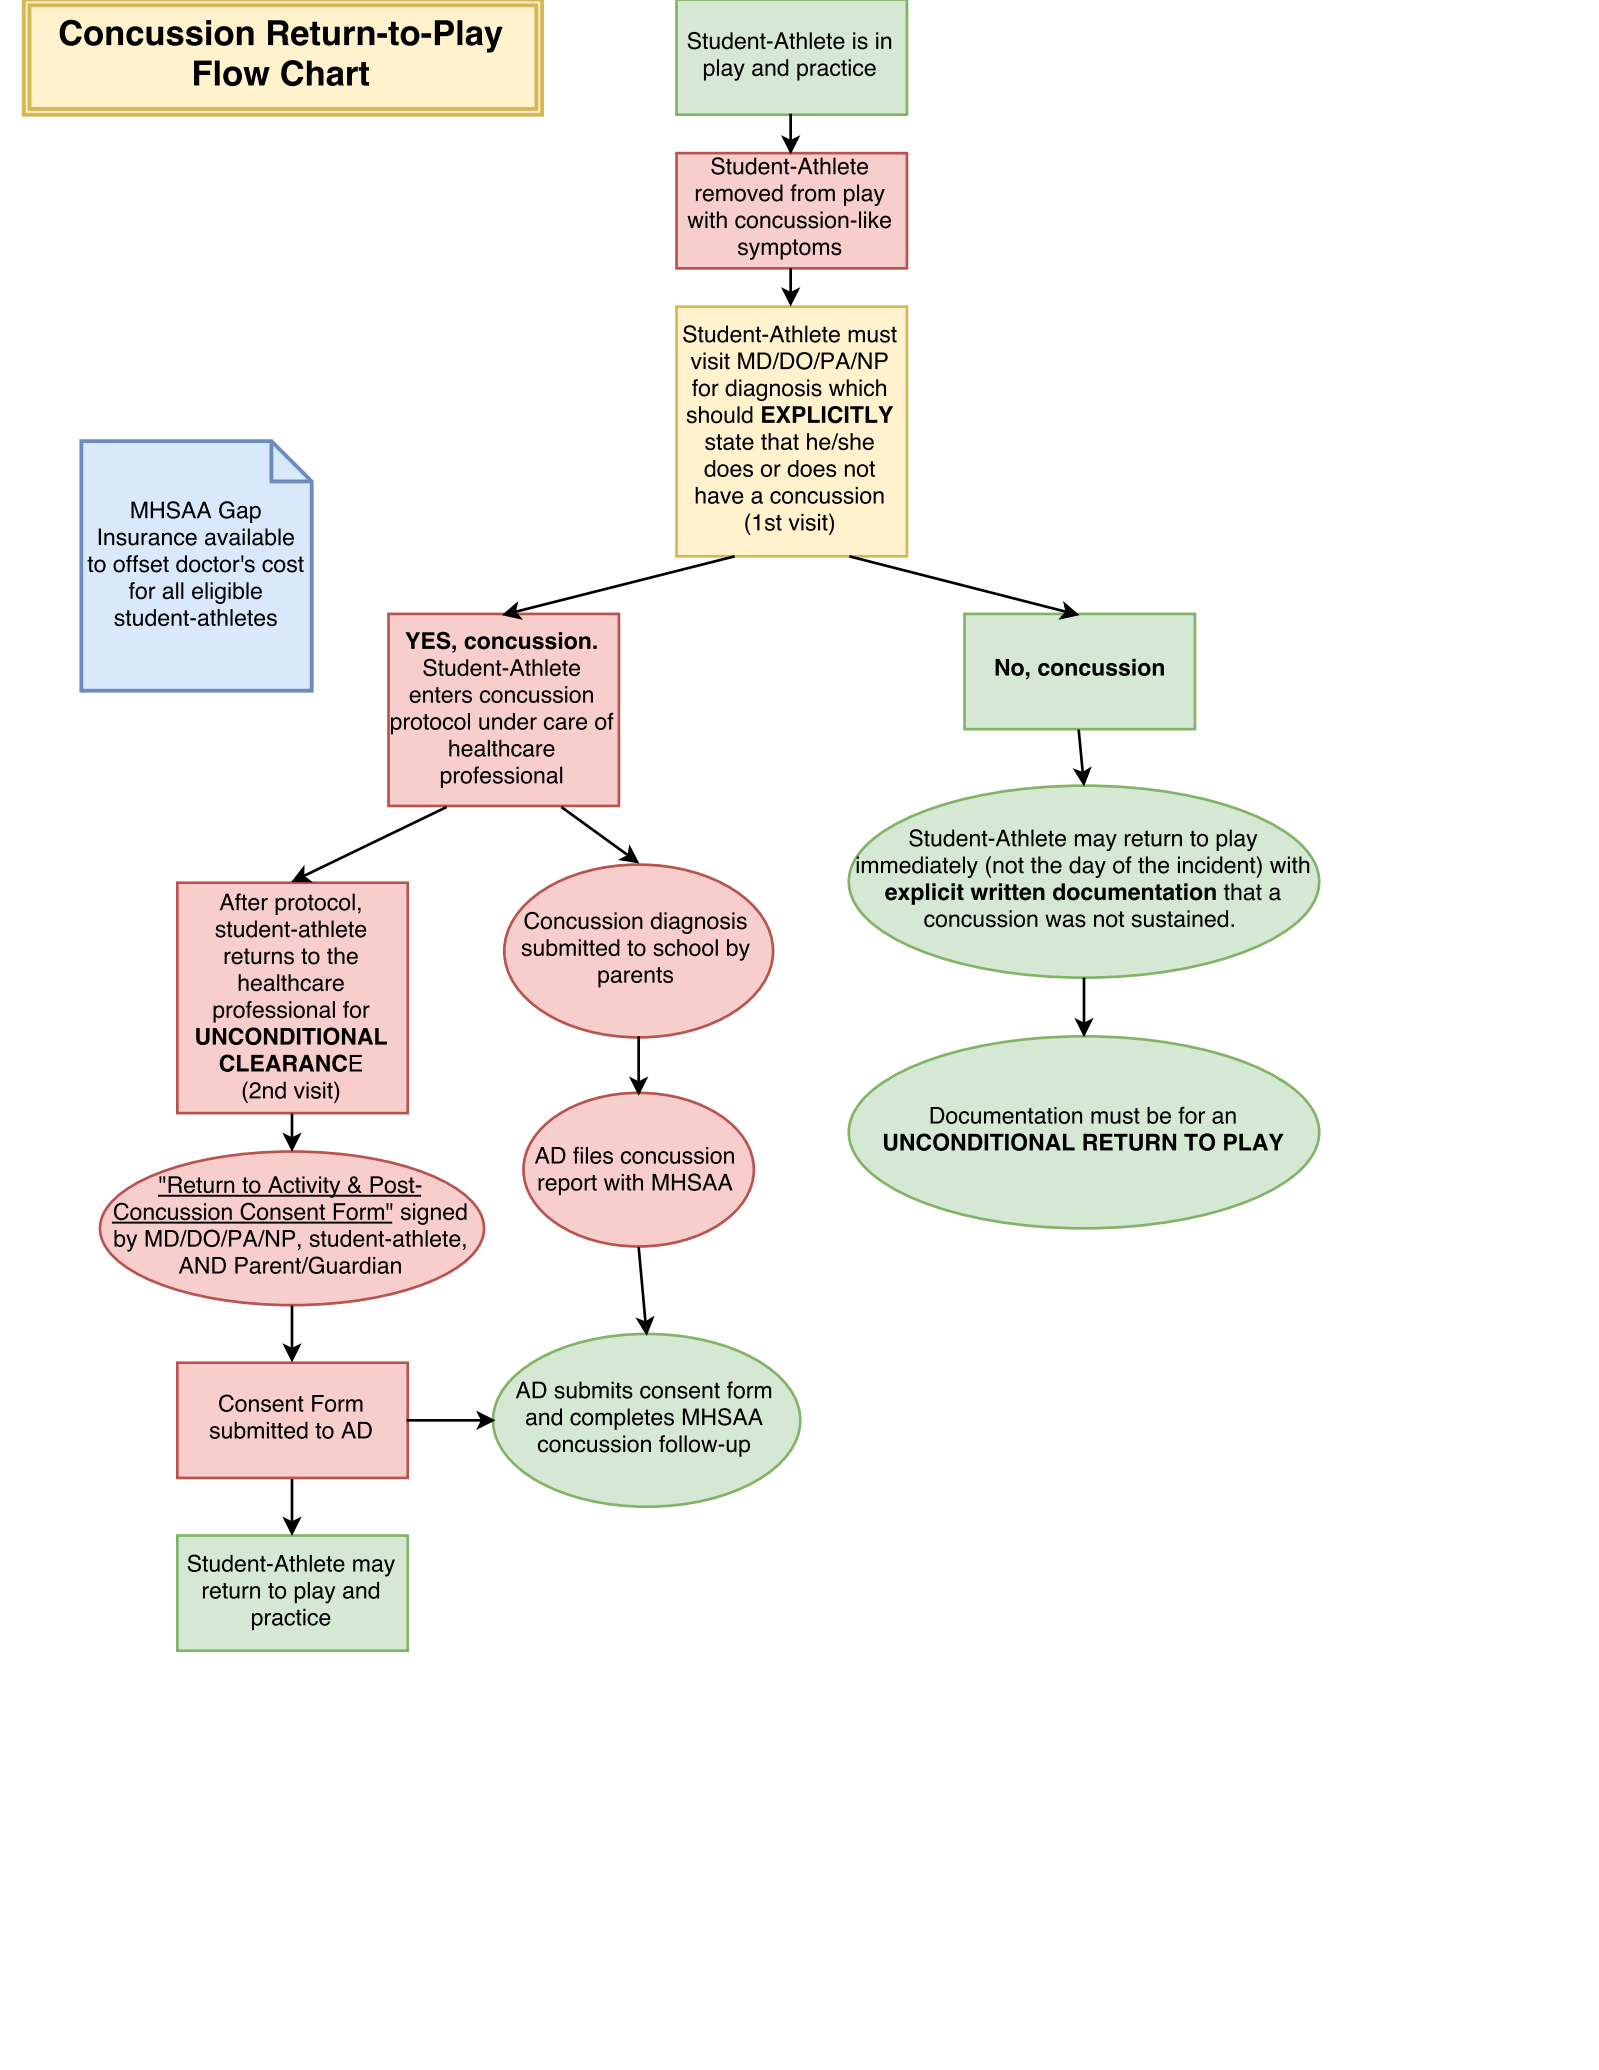 Concussion Return-to-Play
Flow Chart
Student-Athlete is in
play and practice
Student-Athlete
removed from play
with concussion-like
symptoms
Student-Athlete must
visit MD/DO/PA/NP
for diagnosis which
should EXPLICITLY
state that he/she
does or does not
have a concussion
(1st visit)
MHSAA Gap
Insurance available
to offset doctor's cost
for all eligible
student-athletes
YES, concussion.
Student-Athlete
enters concussion
protocol under care of
healthcare
professional
No, concussion
After protocol,
student-athlete
returns to the
healthcare
professional for
UNCONDITIONAL
CLEARANCE
(2nd visit)
Concussion diagnosis
submitted to school by
parents
Student-Athlete may return to play
immediately (not the day of the incident) with
explicit written documentation that a
concussion was not sustained.
AD files concussion
report with MHSAA
Documentation must be for an
UNCONDITIONAL RETURN TO PLAY
"Return to Activity & Post-
Concussion Consent Form" signed
by MD/DO/PA/NP, student-athlete,
AND Parent/Guardian
Consent Form
submitted to AD
AD submits consent form
and completes MHSAA
concussion follow-up
Student-Athlete may
return to play and
practice